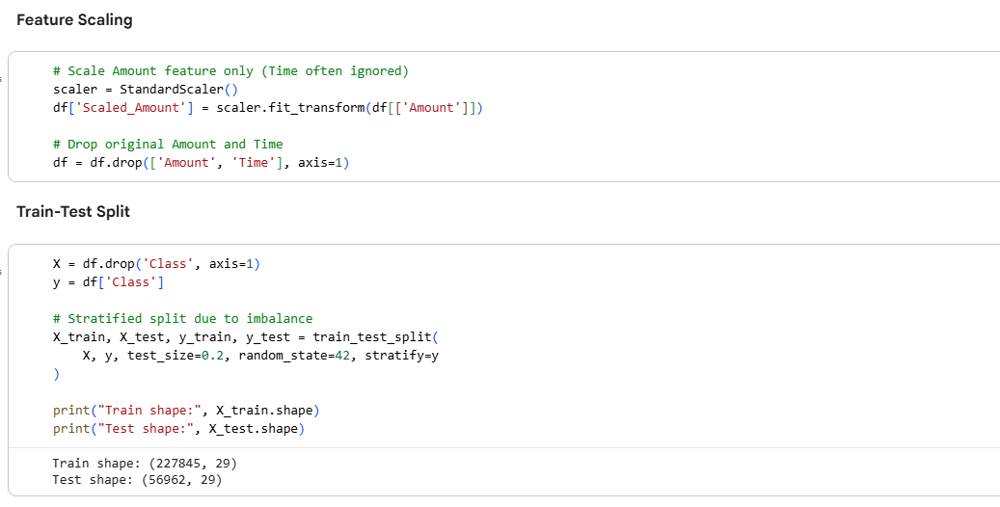 Feature Scaling
# Scale Amount feature only (Time often ignored)
scaler = StandardScaler()
df['Scaled_Amount'] = scaler.fit_transform(df[['Amount']])
# Drop original Amount and Time
df = df.drop(['Amount', 'Time'], axis=1)
Train-Test Split
X = df.drop('Class', axis=1)
y = df['Class']
# Stratified split due to imbalance
X_train, X_test, y_train, y_test = train_test_split(
    X, y, test_size=0.2, random_state=42, stratify=y
)
print("Train shape:", X_train.shape)
print("Test shape:", X_test.shape)
Train shape: (227845, 29)
Test shape: (56962, 29)